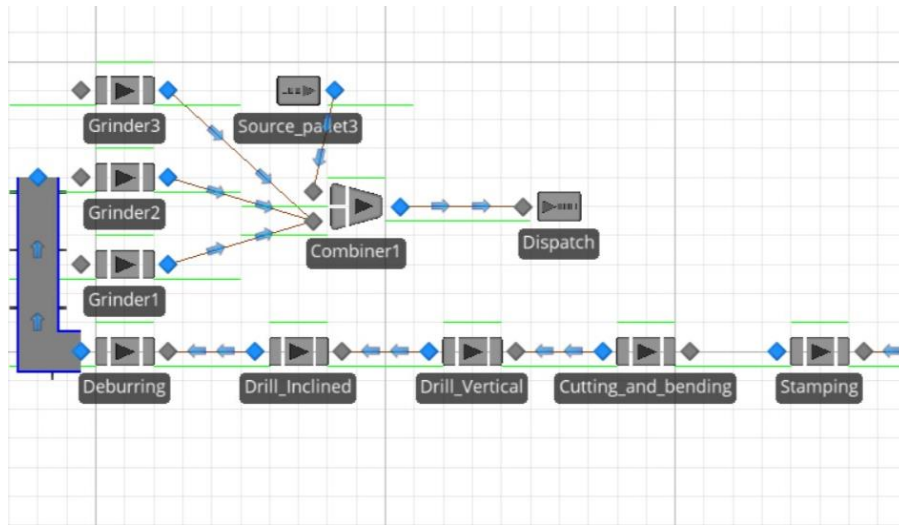 Grinder3
Source_pallet3
Grinder2
Combiner1
Dispatch
Grinder1
Deburring
Drill_Inclined
Drill_Vertical
Cutting_and_bending
Stamping